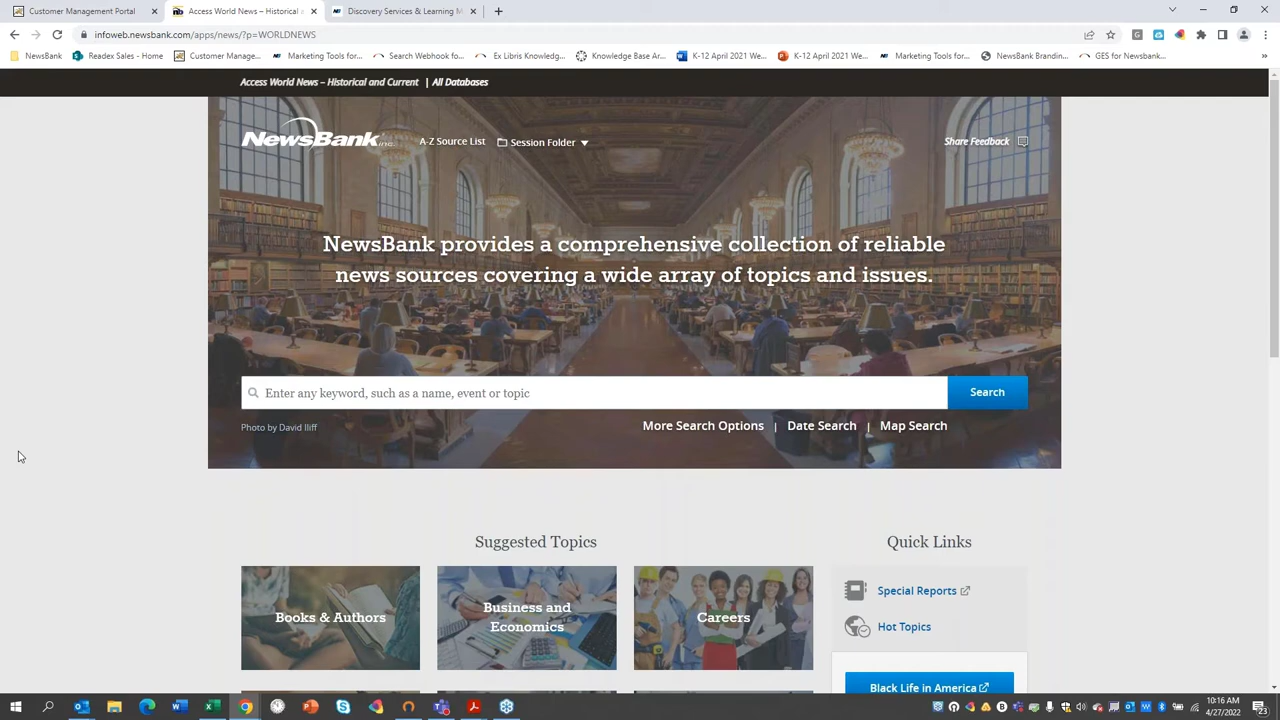 Customer Management Portal
Access World News – Historical a
Discovery Services & Learning M
infoweb.newsbank.com/apps/news/?p=WORLDNEWS
NewsBank
Readex Sales - Home
Customer Manage...
Marketing Tools for...
Search Webhook fo...
Ex Libris Knowledg...
Knowledge Base Ar...
K-12 April 2021 We...
K-12 April 2021 We...
Marketing Tools for...
NewsBank Brandin...
GES for Newsbank...
Access World News – Historical and Current | All Databases
NewsBank inc.
A-Z Source List
Session Folder
Share Feedback
NewsBank provides a comprehensive collection of reliable
news sources covering a wide array of topics and issues.
Enter any keyword, such as a name, event or topic
Search
Photo by David Iliff
More Search Options | Date Search | Map Search
Suggested Topics
Quick Links
Books & Authors
Business and
Economics
Careers
Special Reports
Hot Topics
Black Life in America
10:16 AM
4/27/2022
23